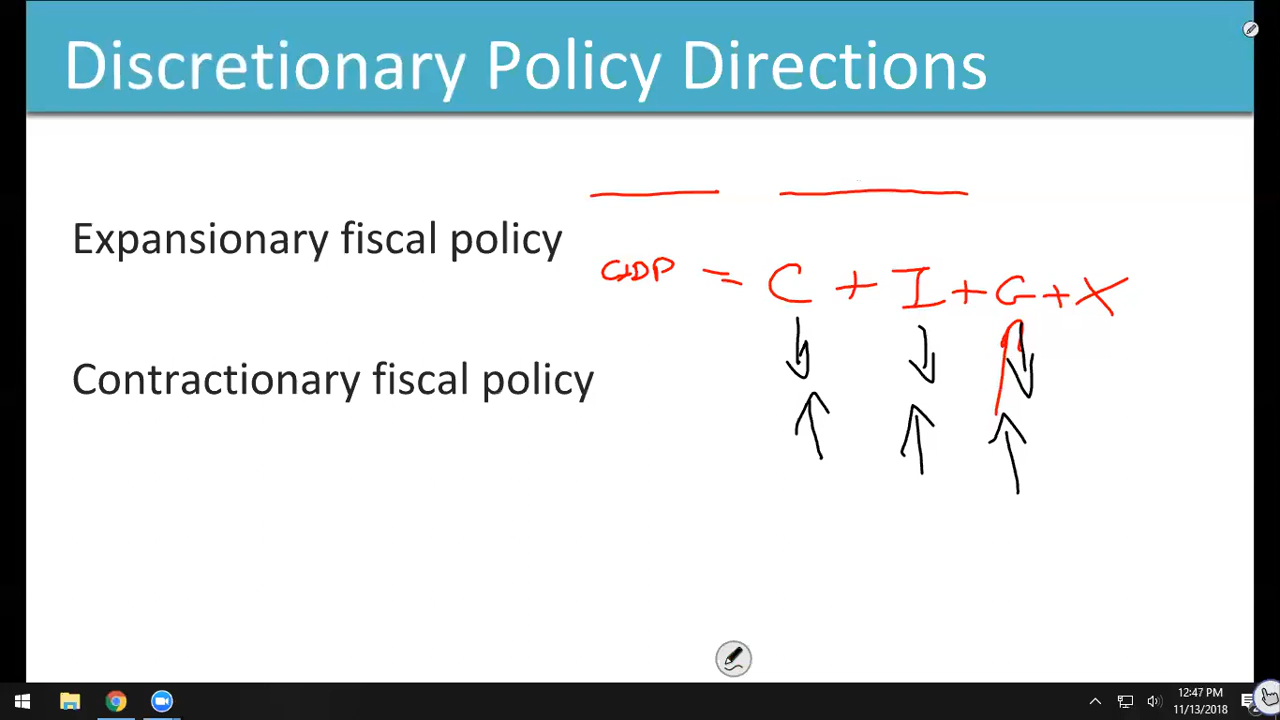 Discretionary Policy Directions
Expansionary fiscal policy
GDP = C + I + G + X
Contractionary fiscal policy
12:47 PM
11/13/2018